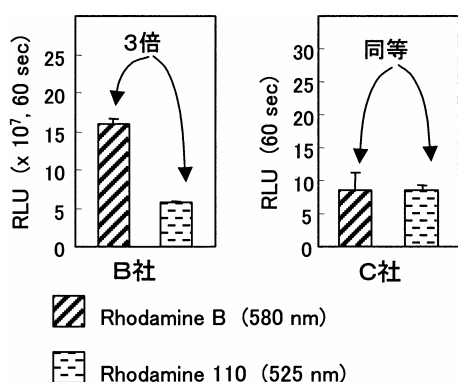 3倍
RLU (x 10⁷, 60 sec)
25
20
15
10
5
0
B社
同等
RLU (60 sec)
35
30
25
20
15
10
5
0
C社
Rhodamine B (580 nm)
Rhodamine 110 (525 nm)